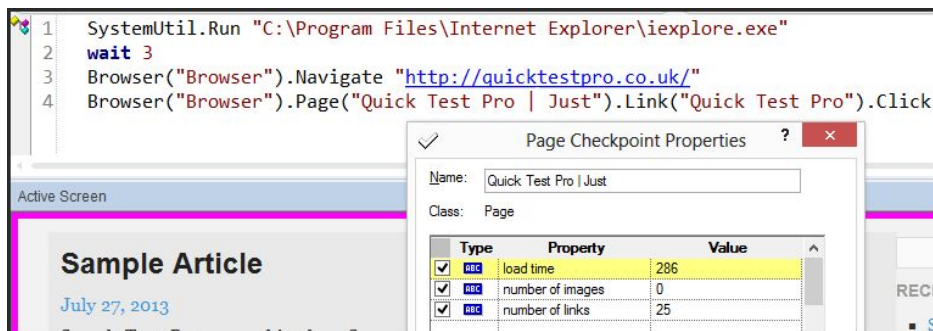 1 SystemUtil.Run "C:\Program Files\Internet Explorer\iexplore.exe"
2 wait 3
3 Browser("Browser").Navigate "http://quicktestpro.co.uk/"
4 Browser("Browser").Page("Quick Test Pro | Just").Link("Quick Test Pro").Click
Page Checkpoint Properties ? ×
Name: Quick Test Pro | Just
Class: Page
Active Screen
Type Property Value
ABC load time 286
ABC number of images 0
ABC number of links 25
Sample Article
July 27, 2013